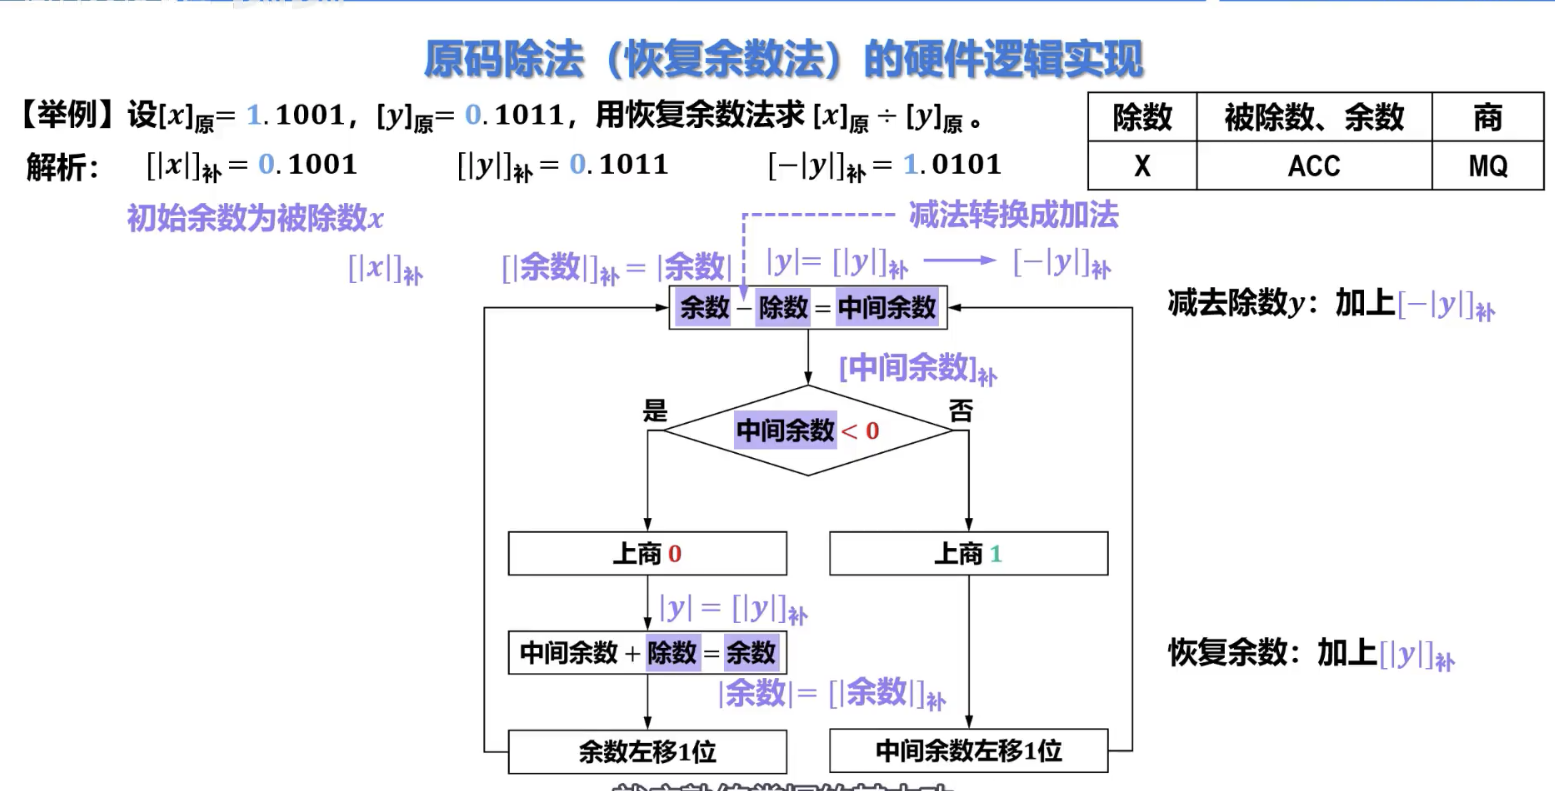 原码除法（恢复余数法）的硬件逻辑实现
【举例】设[x]原= 1.1001，[y]原= 0.1011，用恢复余数法求 [x]原 ÷ [y]原 。
解析： [|x|]补 = 0.1001 [|y|]补 = 0.1011 [−|y|]补 = 1.0101
除数 被除数、余数 商
X ACC MQ
初始余数为被除数x
减法转换成加法
[|x|]补 [|余数|]补 = |余数| |y|= [|y|]补 [−|y|]补
余数 − 除数 = 中间余数
减去除数y：加上[−|y|]补
[中间余数]补
是 否
中间余数 < 0
上商 0 上商 1
|y| = [|y|]补
中间余数 + 除数 = 余数
恢复余数：加上[|y|]补
|余数|= [|余数|]补
余数左移1位 中间余数左移1位